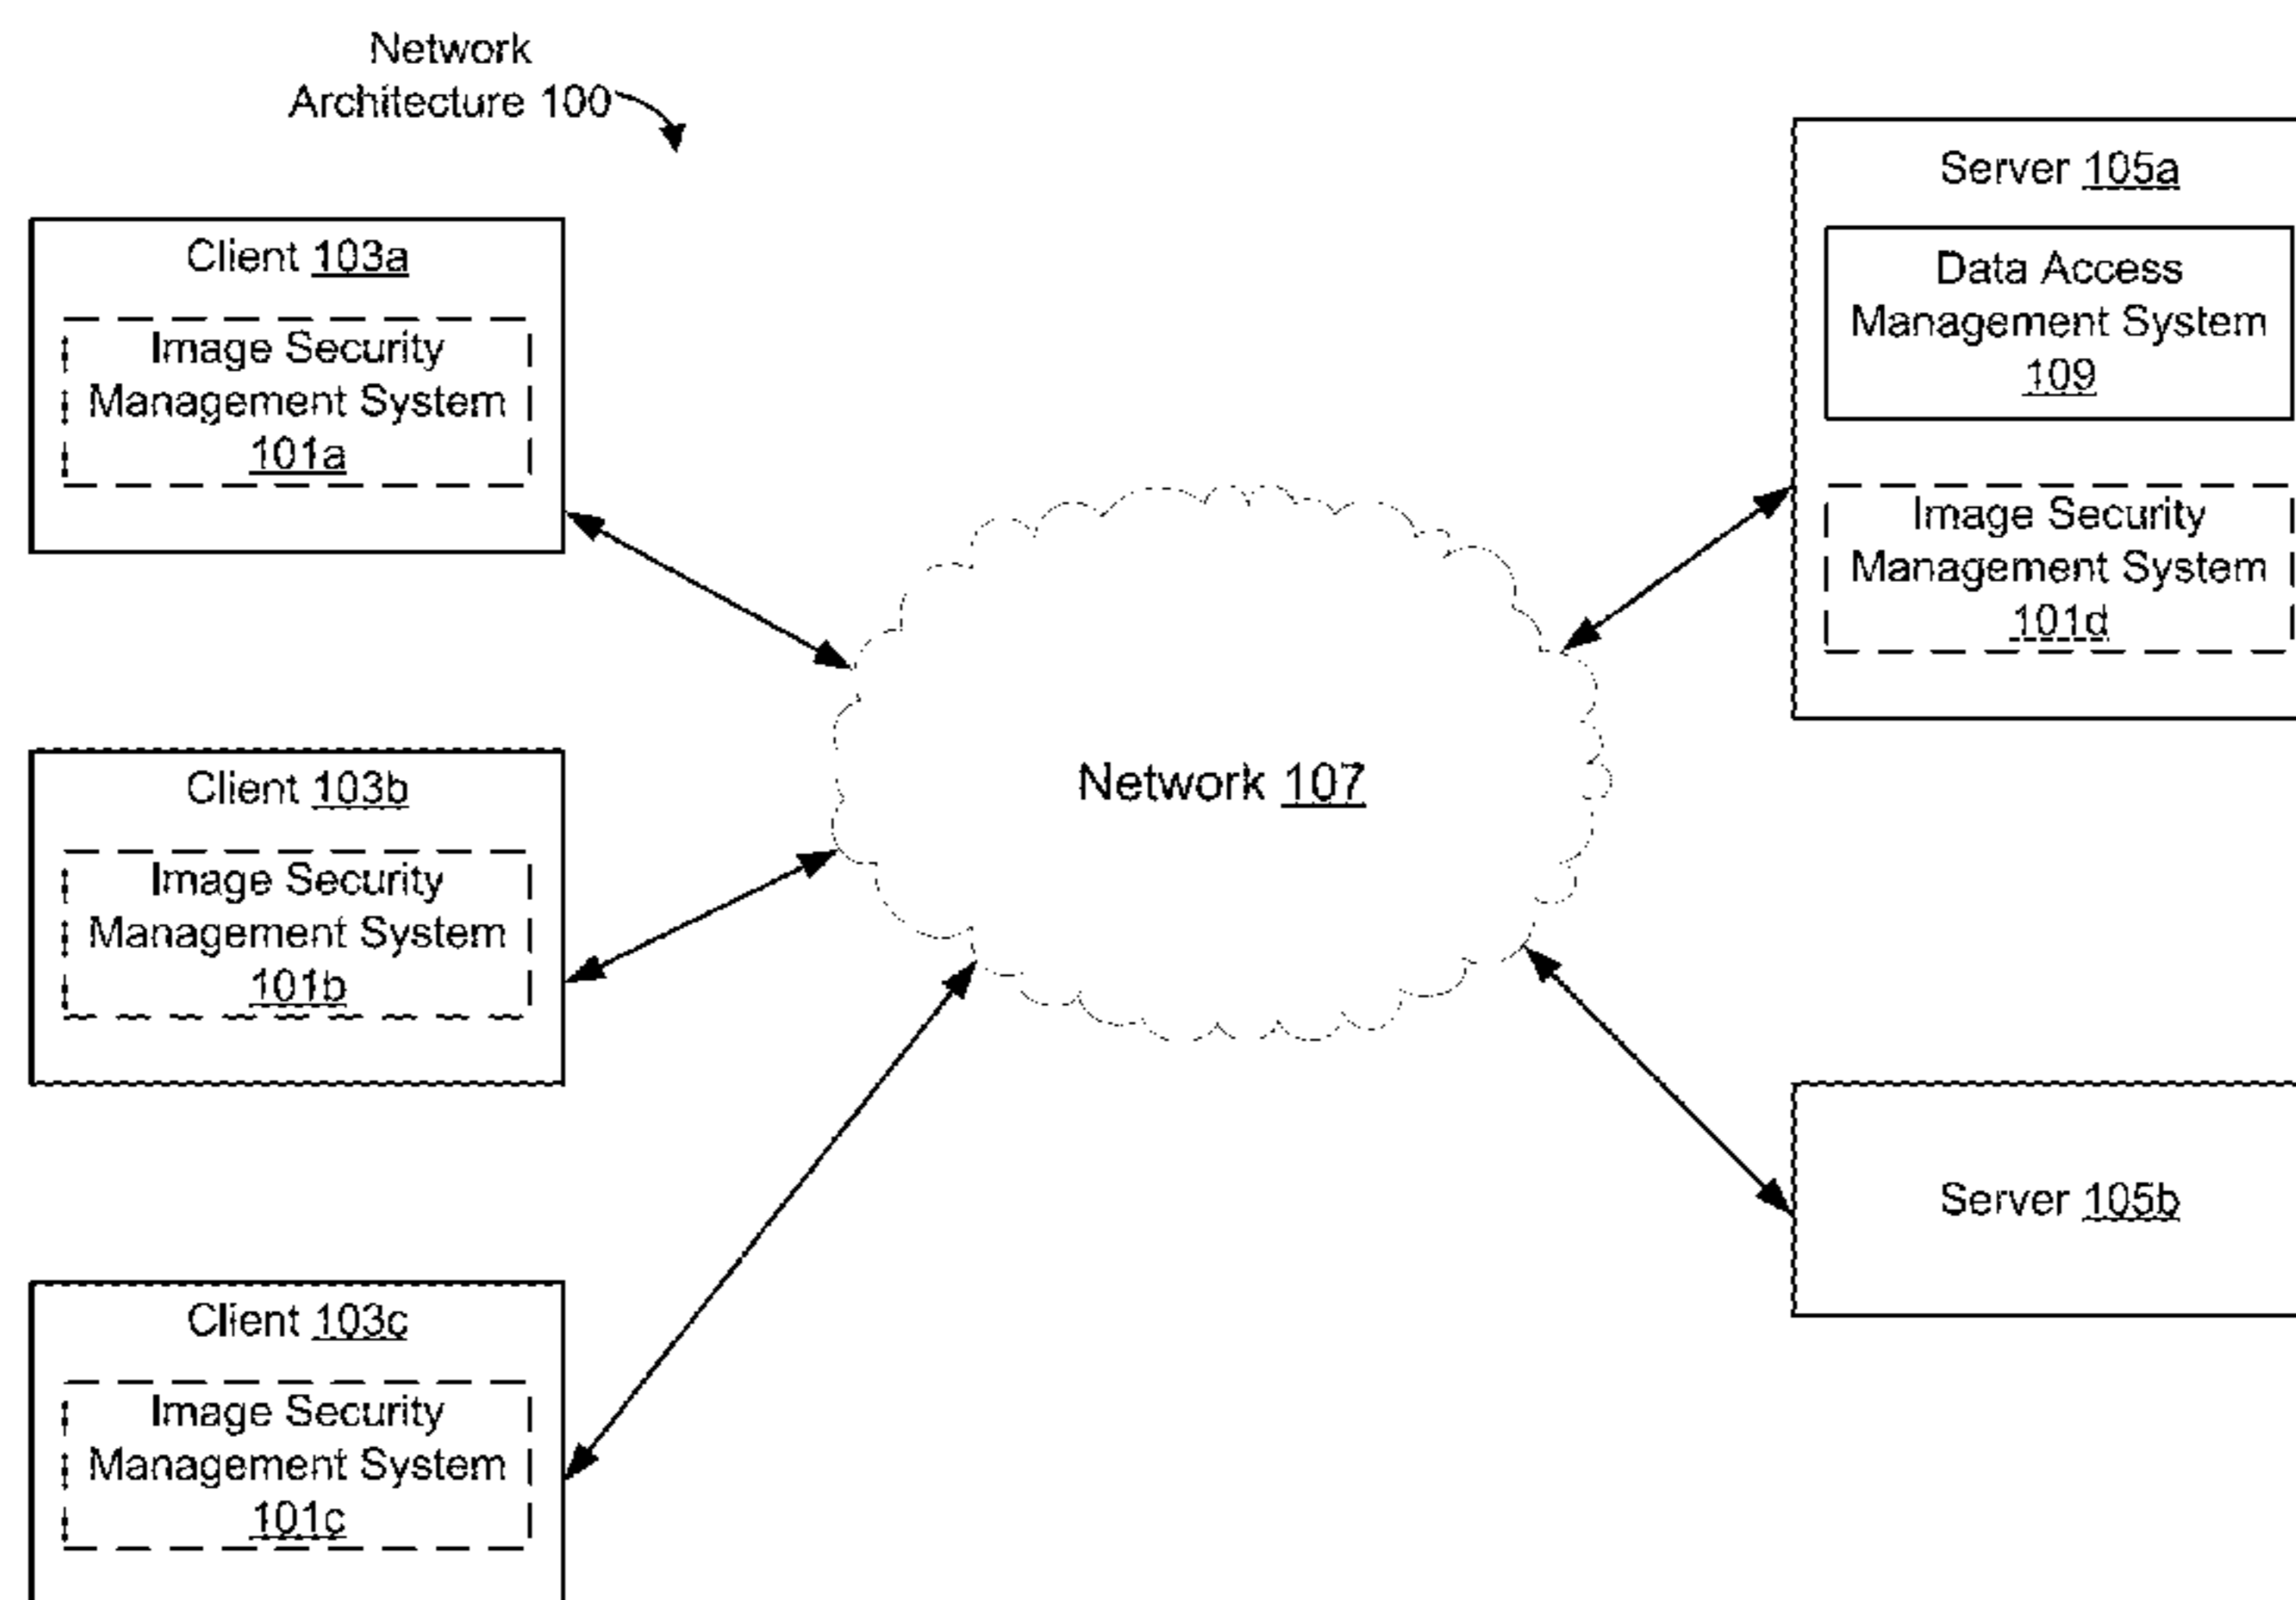 Network
Architecture 100
Client 103a
Image Security
Management System
101a
Client 103b
Image Security
Management System
101b
Client 103c
Image Security
Management System
101c
Network 107
Server 105a
Data Access
Management System
109
Image Security
Management System
101d
Server 105b